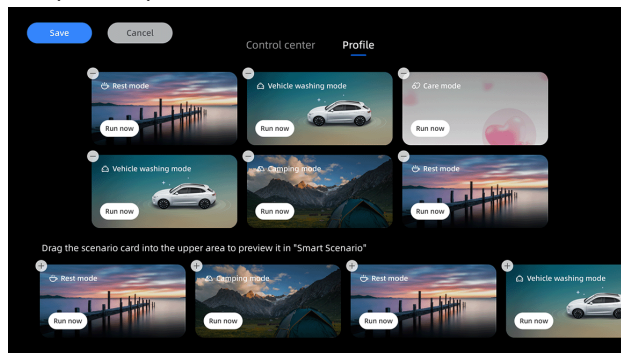 Save
Cancel
Control center
Profile
Rest mode
Vehicle washing mode
Care mode
Run now
Run now
Run now
Vehicle washing mode
Camping mode
Rest mode
Run now
Run now
Run now
Drag the scenario card into the upper area to preview it in "Smart Scenario"
Rest mode
Camping mode
Rest mode
Vehicle washing mode
Run now
Run now
Run now
Run now